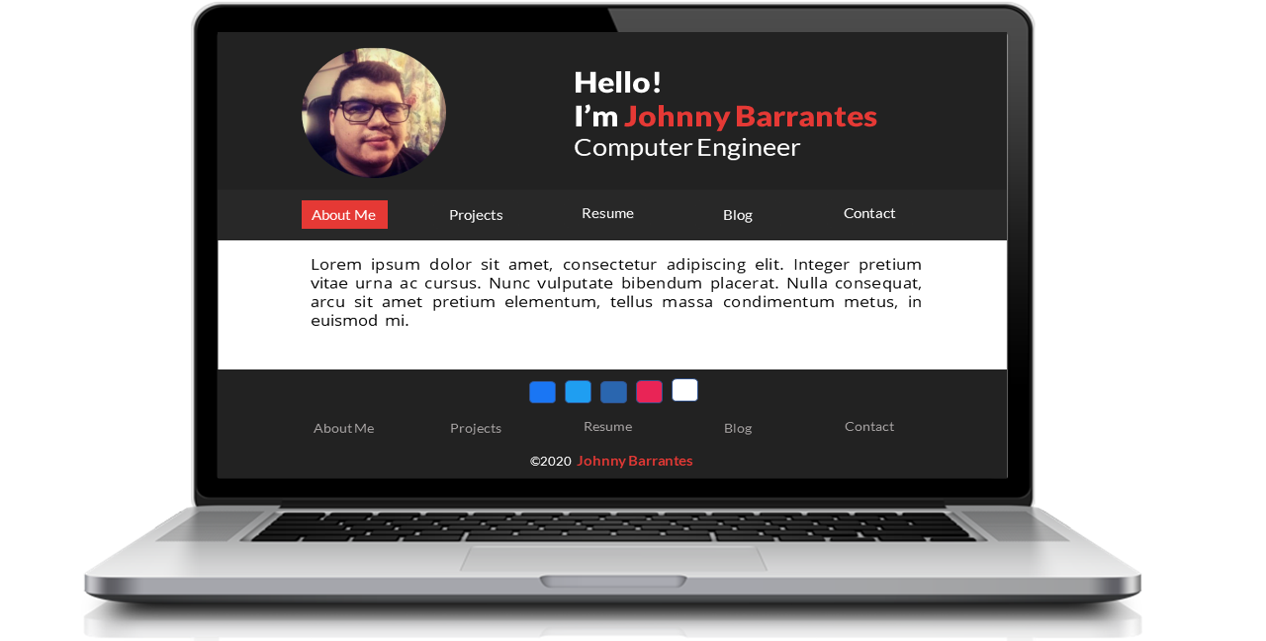 Hello!
I’m Johnny Barrantes
Computer Engineer
About Me
Projects
Resume
Blog
Contact
Lorem ipsum dolor sit amet, consectetur adipiscing elit. Integer pretium
vitae urna ac cursus. Nunc vulputate bibendum placerat. Nulla consequat,
arcu sit amet pretium elementum, tellus massa condimentum metus, in
euismod mi.
About Me
Projects
Resume
Blog
Contact
©2020 Johnny Barrantes